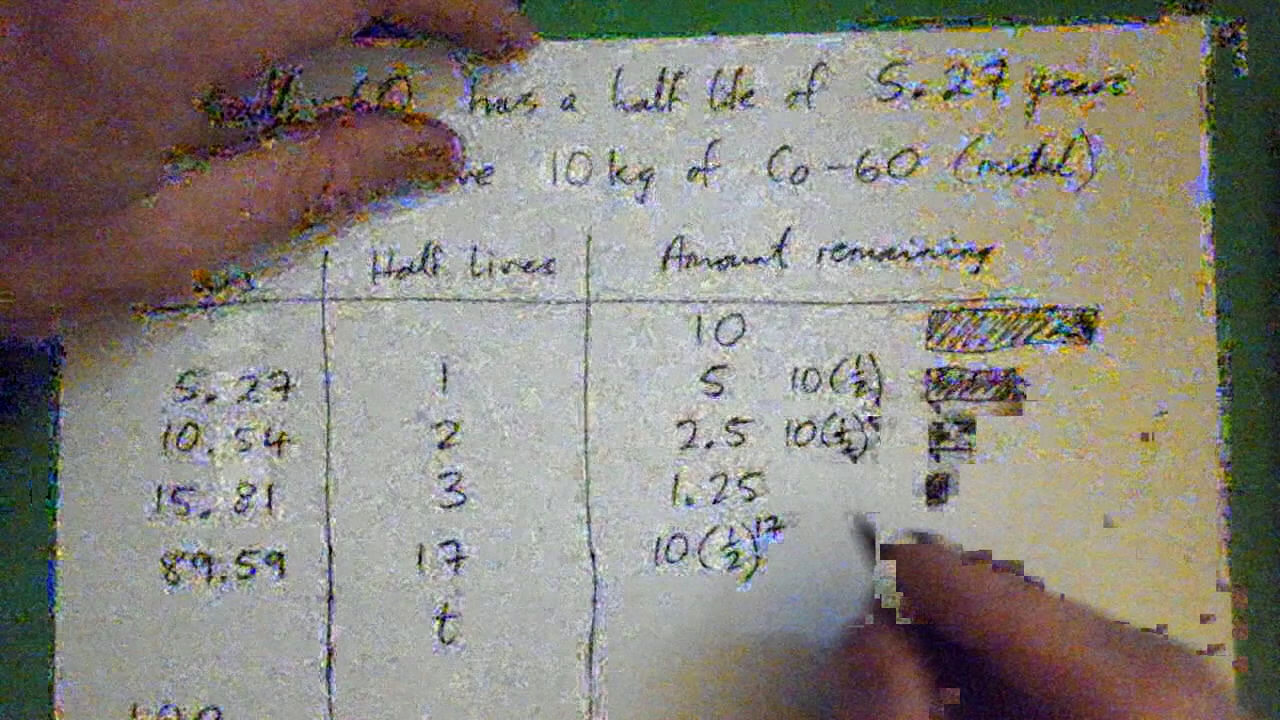 has a half life of 5.27 years
10 kg of Co-60 (medal)
Half Lives Amount remaining
10
5.27 1 5 10(½)
10.54 2 2.5 10(½)²
15.81 3 1.25
89.59 17 10(½)¹⁷
t